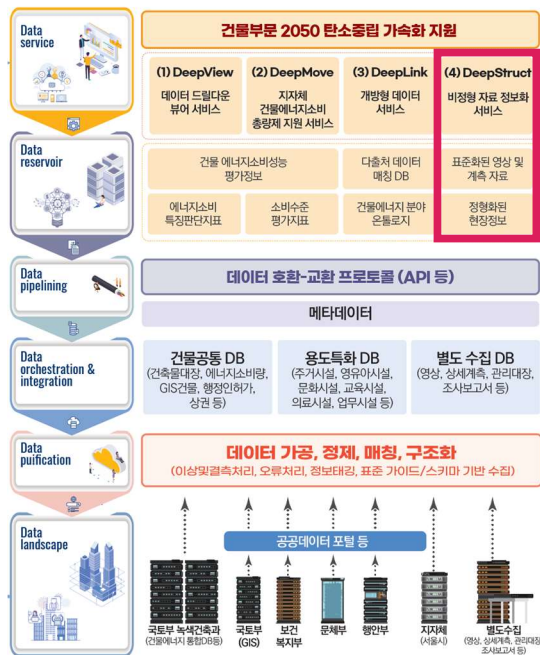 Data
service
건물부문 2050 탄소중립 가속화 지원
(1) DeepView
데이터 드릴다운
뷰어 서비스
(2) DeepMove
지자체
건물에너지소비
총량제 지원 서비스
(3) DeepLink
개방형 데이터
서비스
(4) DeepStruct
비정형 자료 정보화
서비스
Data
reservoir
건물 에너지소비성능
평가정보
다출처 데이터
매칭 DB
표준화된 영상 및
계측 자료
에너지소비
특징판단지표
소비수준
평가지표
건물에너지 분야
온톨로지
정형화된
현장정보
Data
pipelining
데이터 호환-교환 프로토콜 (API 등)
메타데이터
Data
orchestration &
integration
건물공통 DB
(건축물대장, 에너지소비량,
GIS건물, 행정인허가,
상권 등)
용도특화 DB
(주거시설, 영유아시설,
문화시설, 교육시설,
의료시설, 업무시설 등)
별도 수집 DB
(영상, 상세계측, 관리대장,
조사보고서 등)
Data
puification
데이터 가공, 정제, 매칭, 구조화
(이상및결측처리, 오류처리, 정보태깅, 표준 가이드/스키마 기반 수집)
Data
landscape
공공데이터 포털 등
국토부 녹색건축과
(건물에너지 통합DB등)
국토부
(GIS)
보건
복지부
문체부
행안부
지자체
(서울시)
별도수집
(영상, 상세계측, 관리대장,
조사보고서 등)